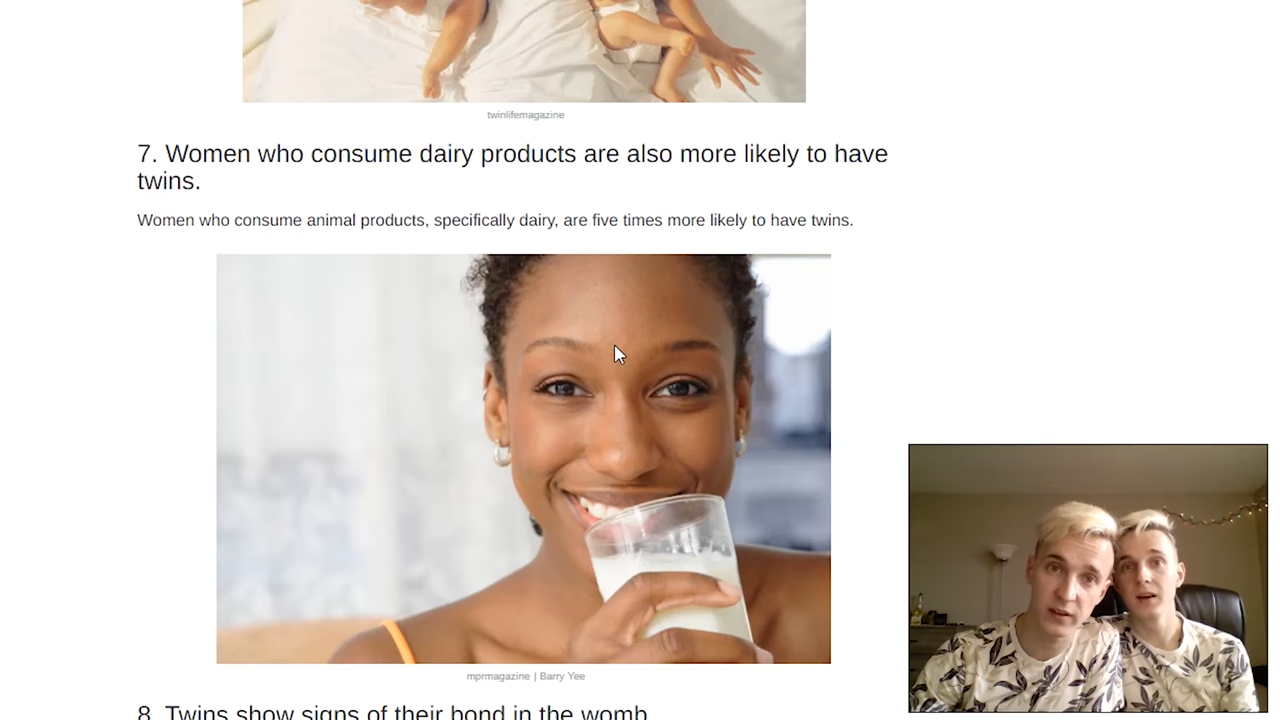 twinlifemagazine
7. Women who consume dairy products are also more likely to have
twins.
Women who consume animal products, specifically dairy, are five times more likely to have twins.
mprmagazine | Barry Yee
8. Twins show signs of their bond in the womb